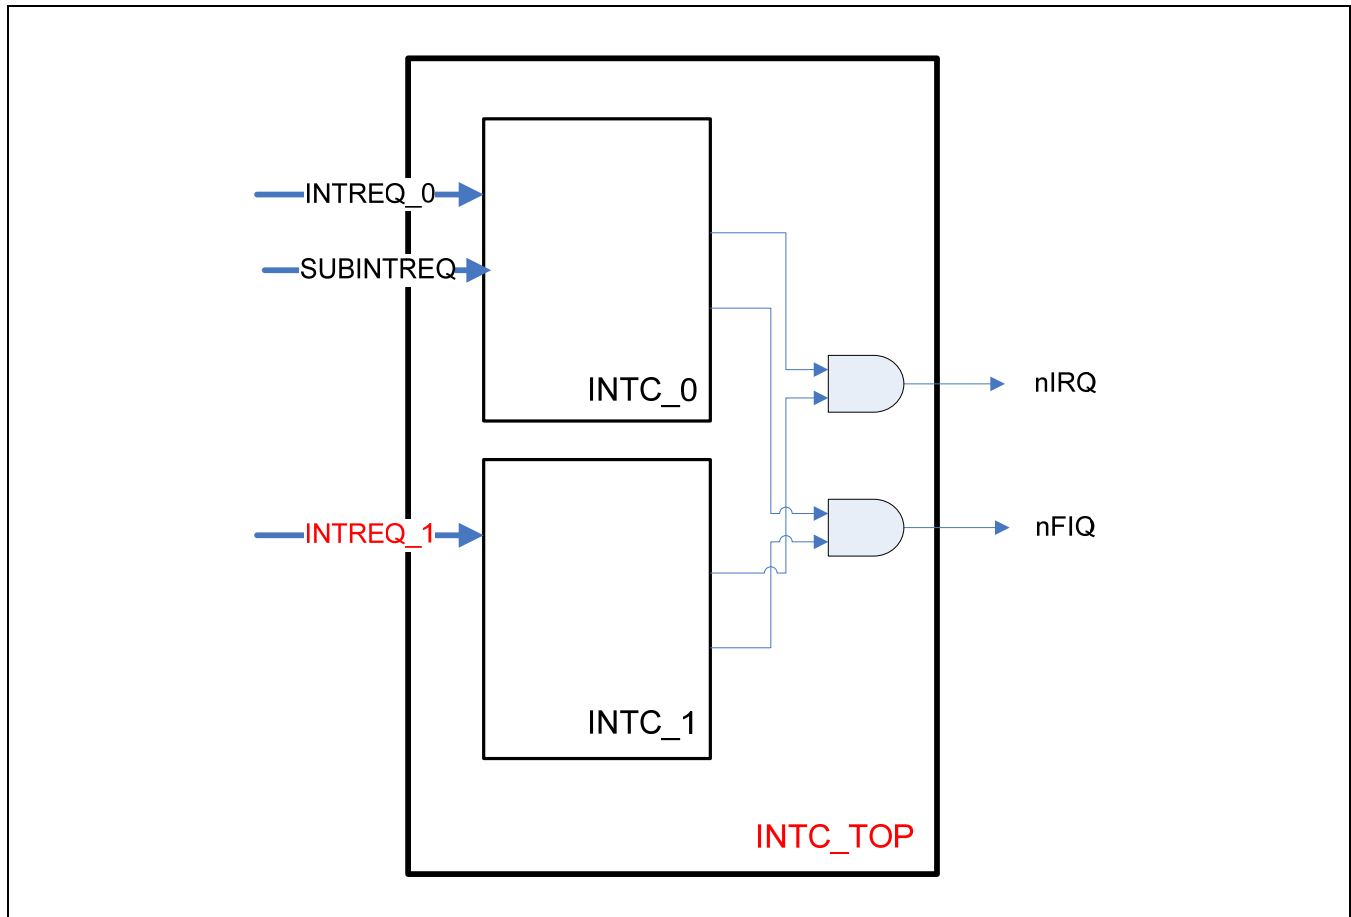 INTREQ_0
SUBINTREQ
INTC_0
nIRQ
INTREQ_1
nFIQ
INTC_1
INTC_TOP